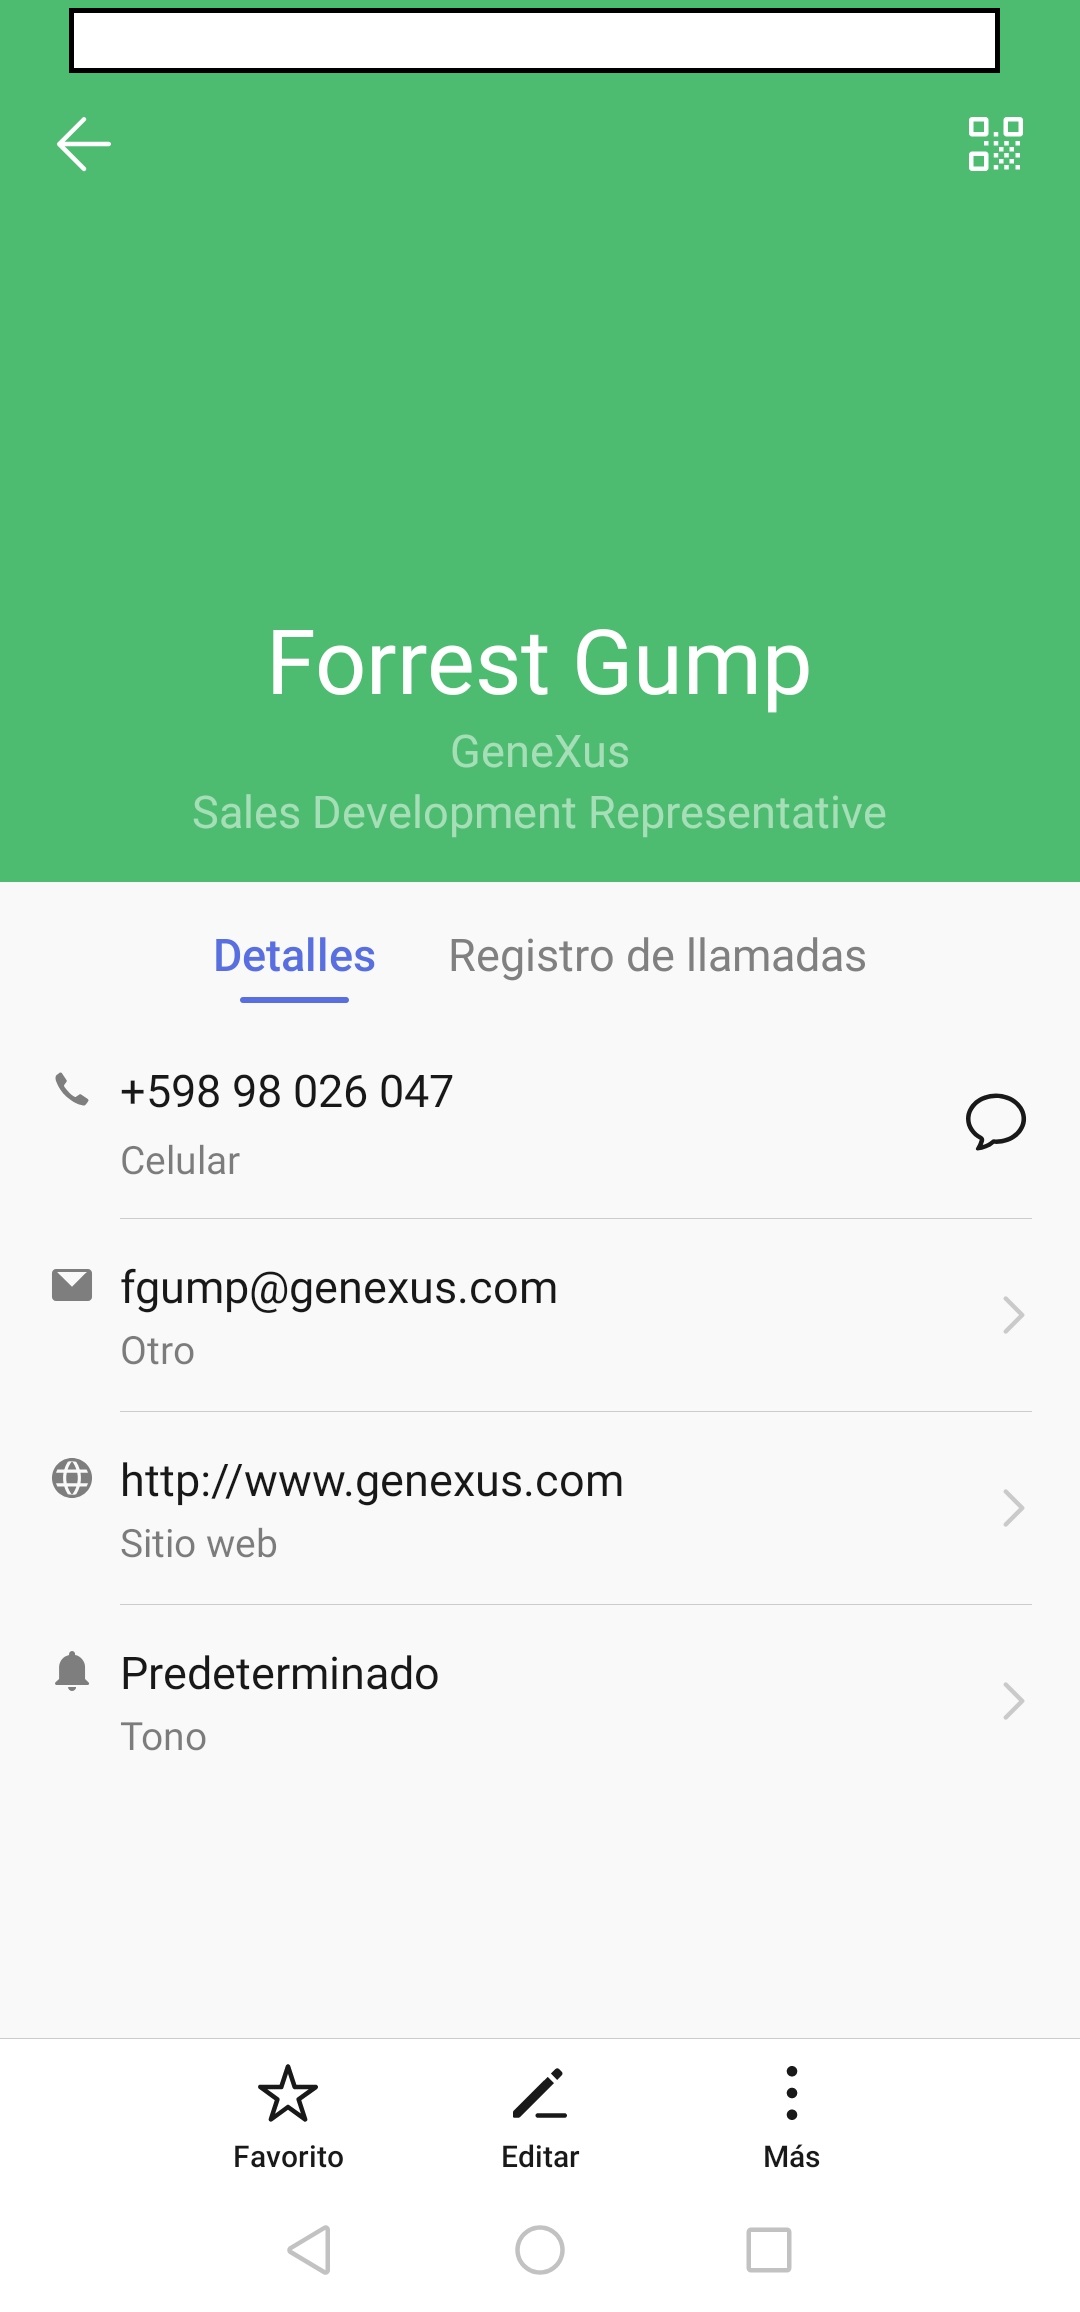 Forrest Gump
GeneXus
Sales Development Representative
Detalles
Registro de llamadas
+598 98 026 047
Celular
fgump@genexus.com
Otro
http://www.genexus.com
Sitio web
Predeterminado
Tono
Favorito
Editar
Más